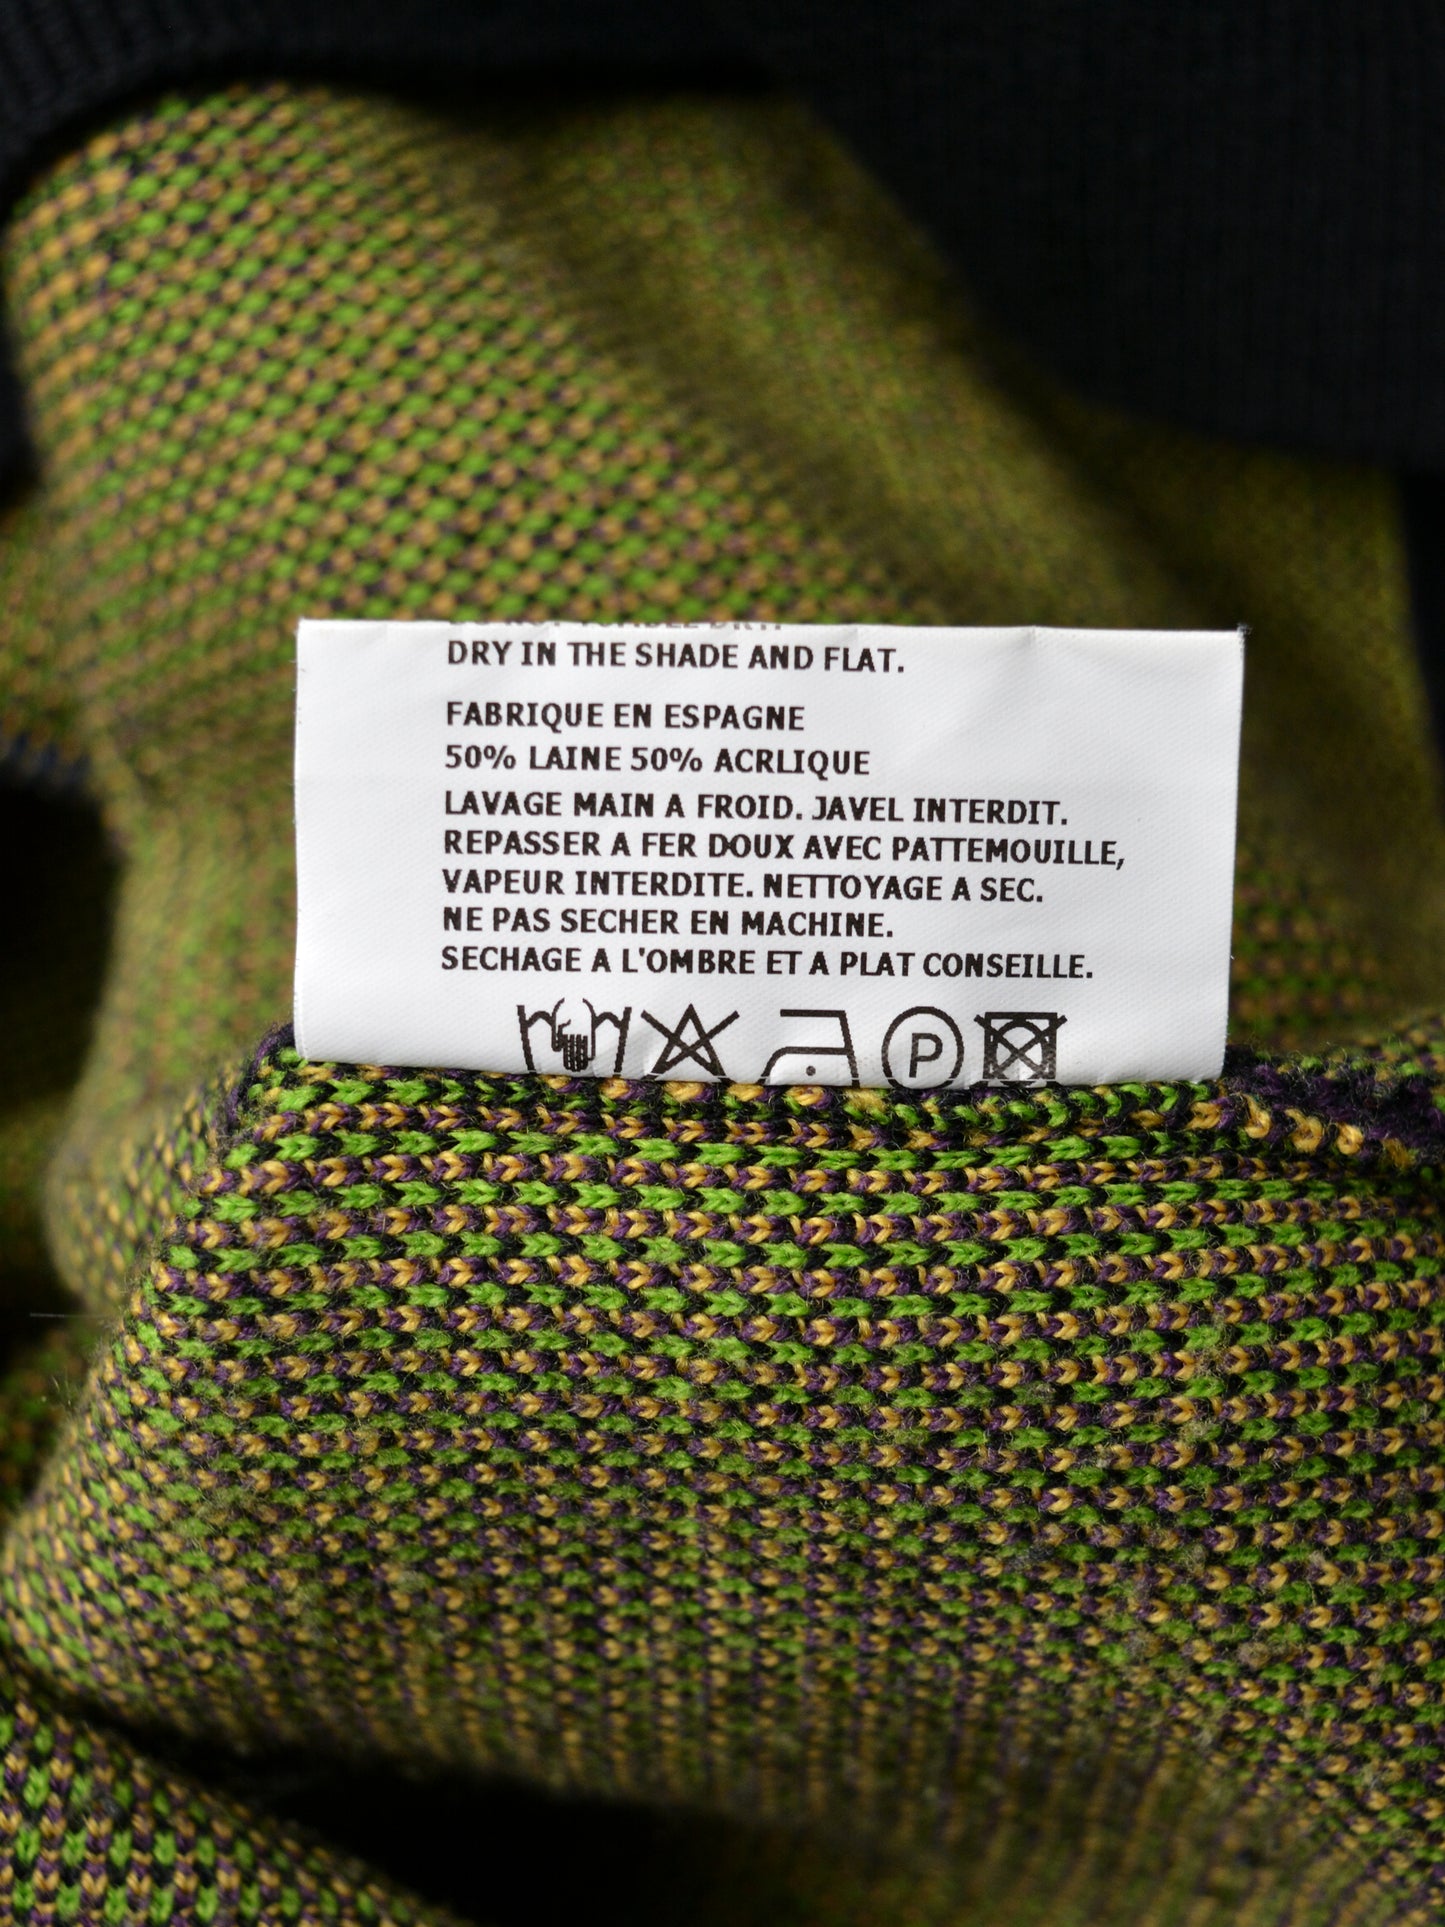 DRY IN THE SHADE AND FLAT.
FABRIQUE EN ESPAGNE
50% LAINE 50% ACRLIQUE
LAVAGE MAIN A FROID. JAVEL INTERDIT.
REPASSER A FER DOUX AVEC PATTEMOUILLE,
VAPEUR INTERDITE. NETTOYAGE A SEC.
NE PAS SECHER EN MACHINE.
SECHAGE A L'OMBRE ET A PLAT CONSEILLE.
P